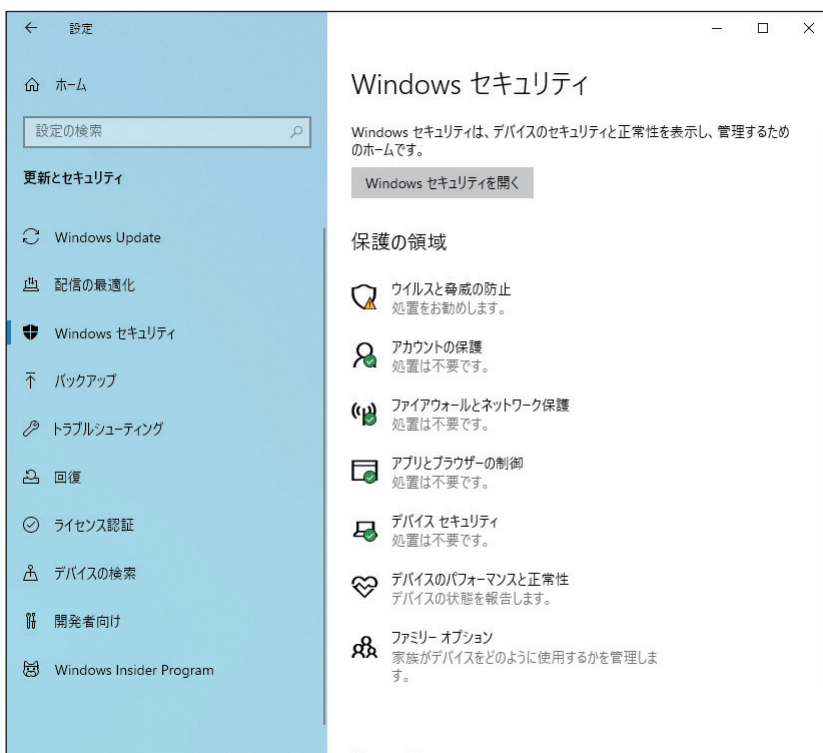 設定
ホーム
設定の検索
更新とセキュリティ
Windows Update
配信の最適化
Windows セキュリティ
バックアップ
トラブルシューティング
回復
ライセンス認証
デバイスの検索
開発者向け
Windows Insider Program
Windows セキュリティ
Windows セキュリティは、デバイスのセキュリティと正常性を表示し、管理するため
のホームです。
Windows セキュリティを開く
保護の領域
ウイルスと脅威の防止
処置をお勧めします。
アカウントの保護
処置は不要です。
ファイアウォールとネットワーク保護
処置は不要です。
アプリとブラウザーの制御
処置は不要です。
デバイス セキュリティ
処置は不要です。
デバイスのパフォーマンスと正常性
デバイスの状態を報告します。
ファミリー オプション
家族がデバイスをどのように使用するかを管理しま
す。